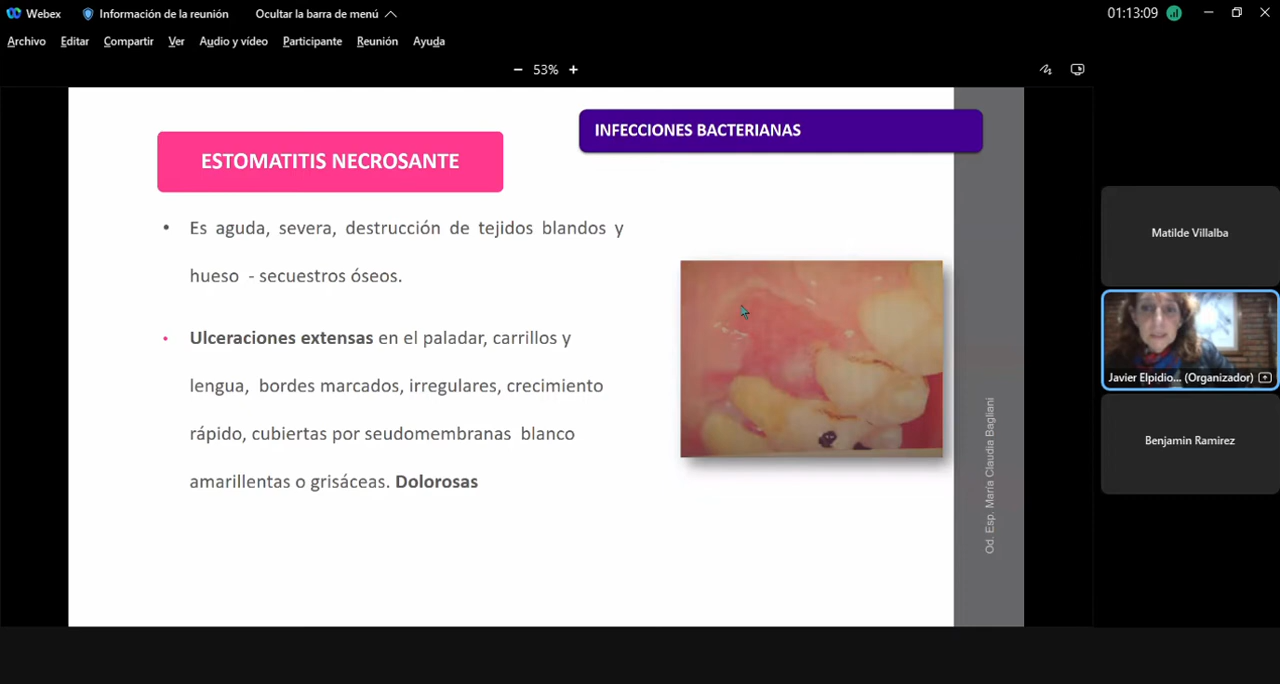 Webex
Información de la reunión
Ocultar la barra de menú
01:13:09
Archivo Editar Compartir Ver Audio y vídeo Participante Reunión Ayuda
− 53% +
INFECCIONES BACTERIANAS
ESTOMATITIS NECROSANTE
• Es aguda, severa, destrucción de tejidos blandos y
hueso - secuestros óseos.
• Ulceraciones extensas en el paladar, carrillos y
lengua, bordes marcados, irregulares, crecimiento
rápido, cubiertas por seudomembranas blanco
amarillentas o grisáceas. Dolorosas
Od. Esp. María Claudia Bagliani
Matilde Villalba
Javier Elpidio... (Organizador)
Benjamin Ramirez